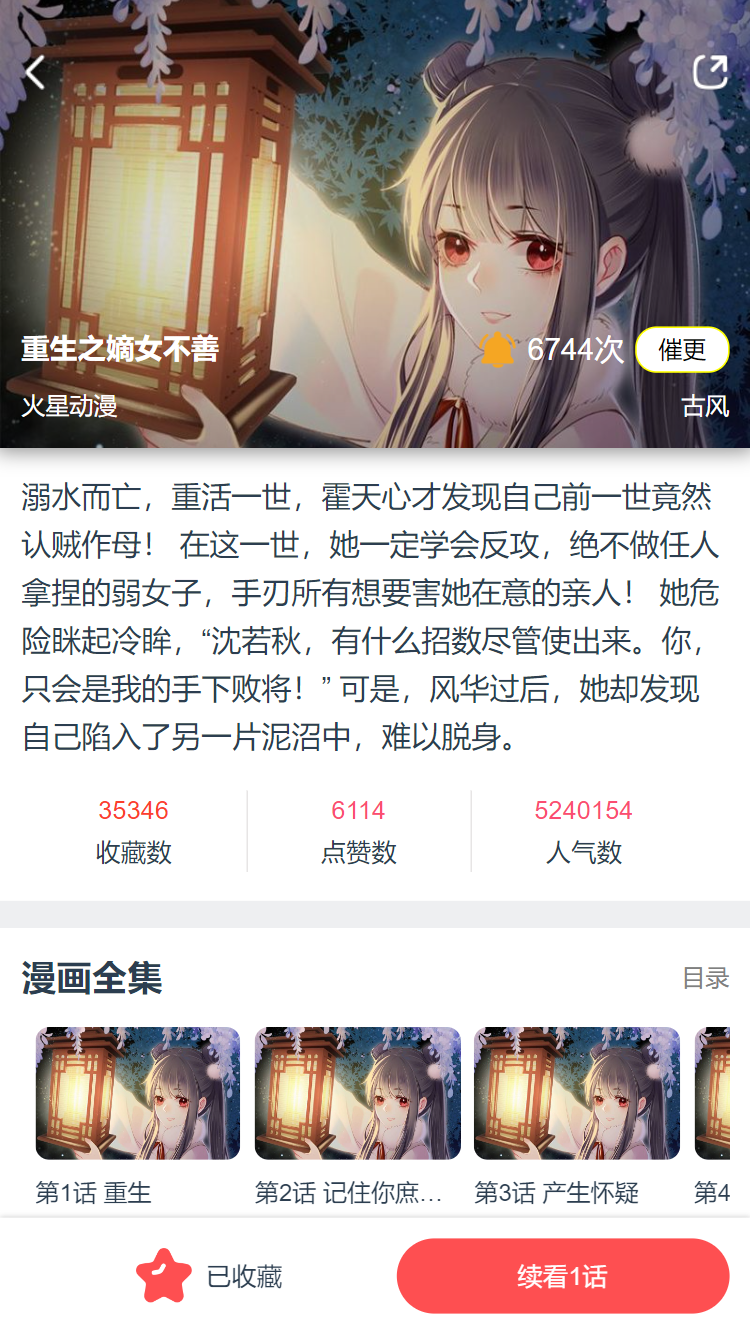 重生之嫡女不善
6744次
催更
火星动漫
古风
溺水而亡，重活一世，霍天心才发现自己前一世竟然
认贼作母！ 在这一世，她一定学会反攻，绝不做任人
拿捏的弱女子，手刃所有想要害她在意的亲人！ 她危
险眯起冷眸，“沈若秋，有什么招数尽管使出来。你，
只会是我的手下败将！” 可是，风华过后，她却发现
自己陷入了另一片泥沼中，难以脱身。
35346
6114
5240154
收藏数
点赞数
人气数
漫画全集
目录
第1话 重生
第2话 记住你庶…
第3话 产生怀疑
第4
已收藏
续看1话